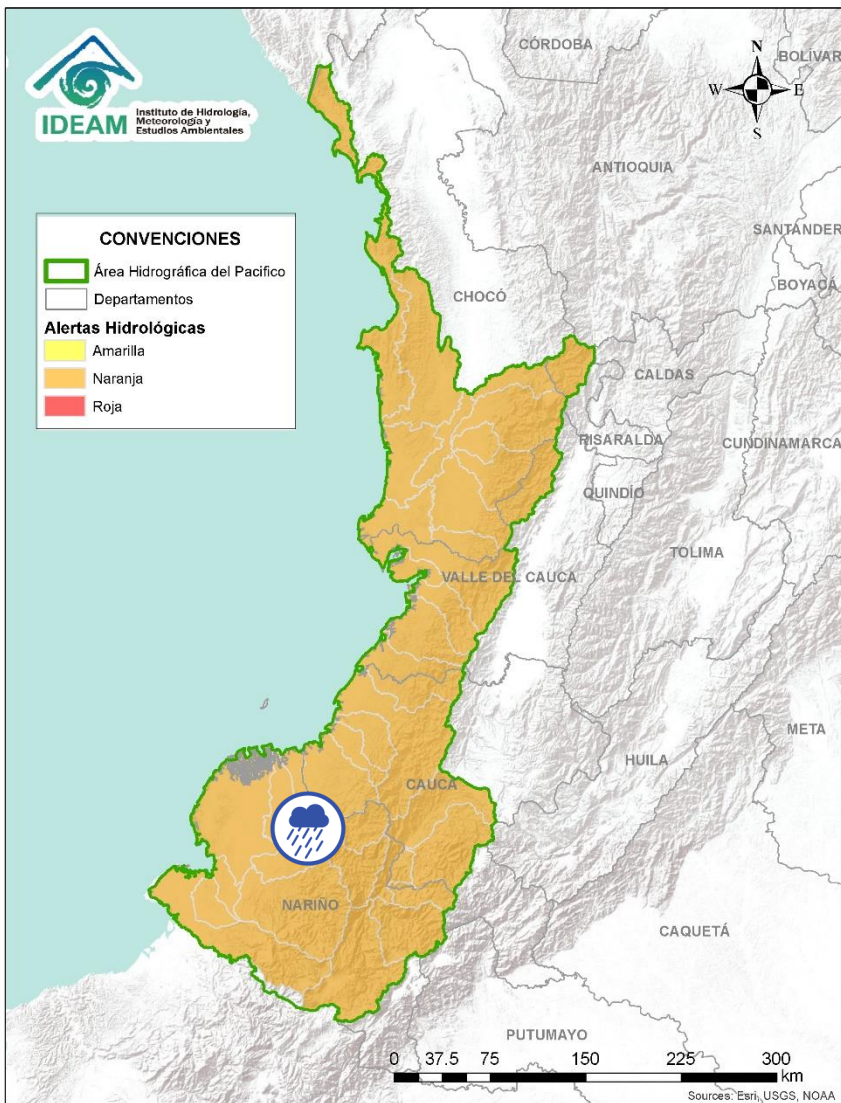 IDEAM
Instituto de Hidrología,
Meteorología y
Estudios Ambientales
N
W
E
S
CÓRDOBA
BOLÍVAR
ANTIOQUIA
SANTANDER
BOYACÁ
CHOCÓ
CALDAS
RISARALDA
CUNDINAMARCA
QUINDÍO
TOLIMA
VALLE DEL CAUCA
META
HUILA
CAUCA
NARIÑO
CAQUETÁ
PUTUMAYO
CONVENCIONES
Área Hidrográfica del Pacifico
Departamentos
Alertas Hidrológicas
Amarilla
Naranja
Roja
0 37.5 75 150 225 300
km
Sources: Esri, USGS, NOAA